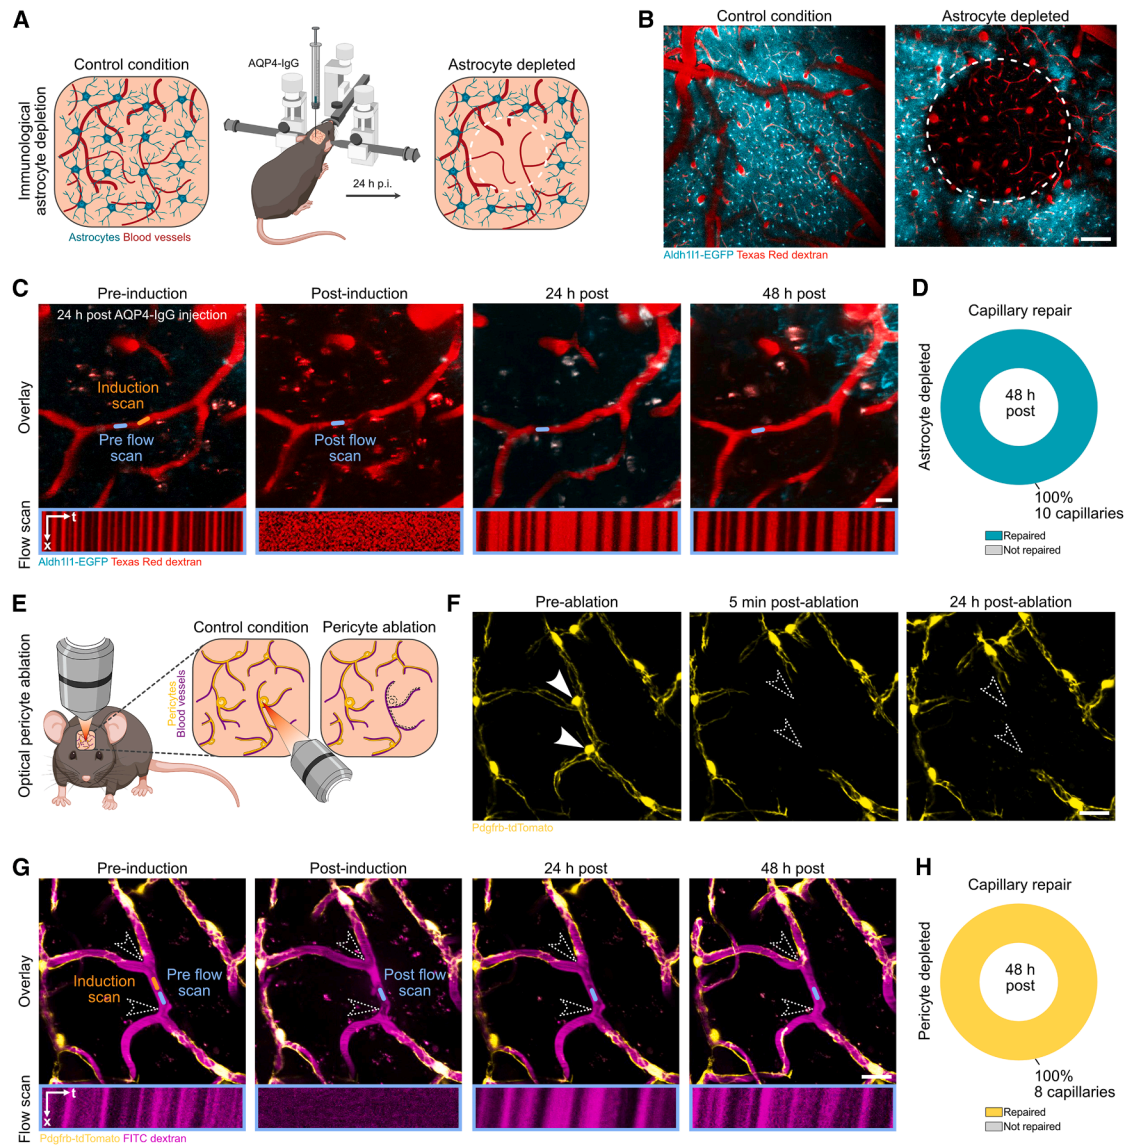 A
Control condition
AQP4-IgG
Astrocyte depleted
Immunological
astrocyte depletion
24 h p.i.
Astrocytes Blood vessels
B
Control condition
Astrocyte depleted
Aldh1l1-EGFP Texas Red dextran
C
Pre-induction
Post-induction
24 h post
48 h post
Overlay
24 h post AQP4-IgG injection
Induction
scan
Pre flow
scan
Post flow
scan
Flow scan
t
x
Aldh1l1-EGFP Texas Red dextran
D
Capillary repair
Astrocyte depleted
48 h
post
100%
10 capillaries
Repaired
Not repaired
E
Optical pericyte ablation
Control condition
Pericyte ablation
Pericytes
Blood vessels
F
Pre-ablation
5 min post-ablation
24 h post-ablation
Pdgfrb-tdTomato
G
Pre-induction
Post-induction
24 h post
48 h post
Overlay
Induction
scan
Pre flow
scan
Post flow
scan
Flow scan
t
x
Pdgfrb-tdTomato FITC dextran
H
Capillary repair
Pericyte depleted
48 h
post
100%
8 capillaries
Repaired
Not repaired